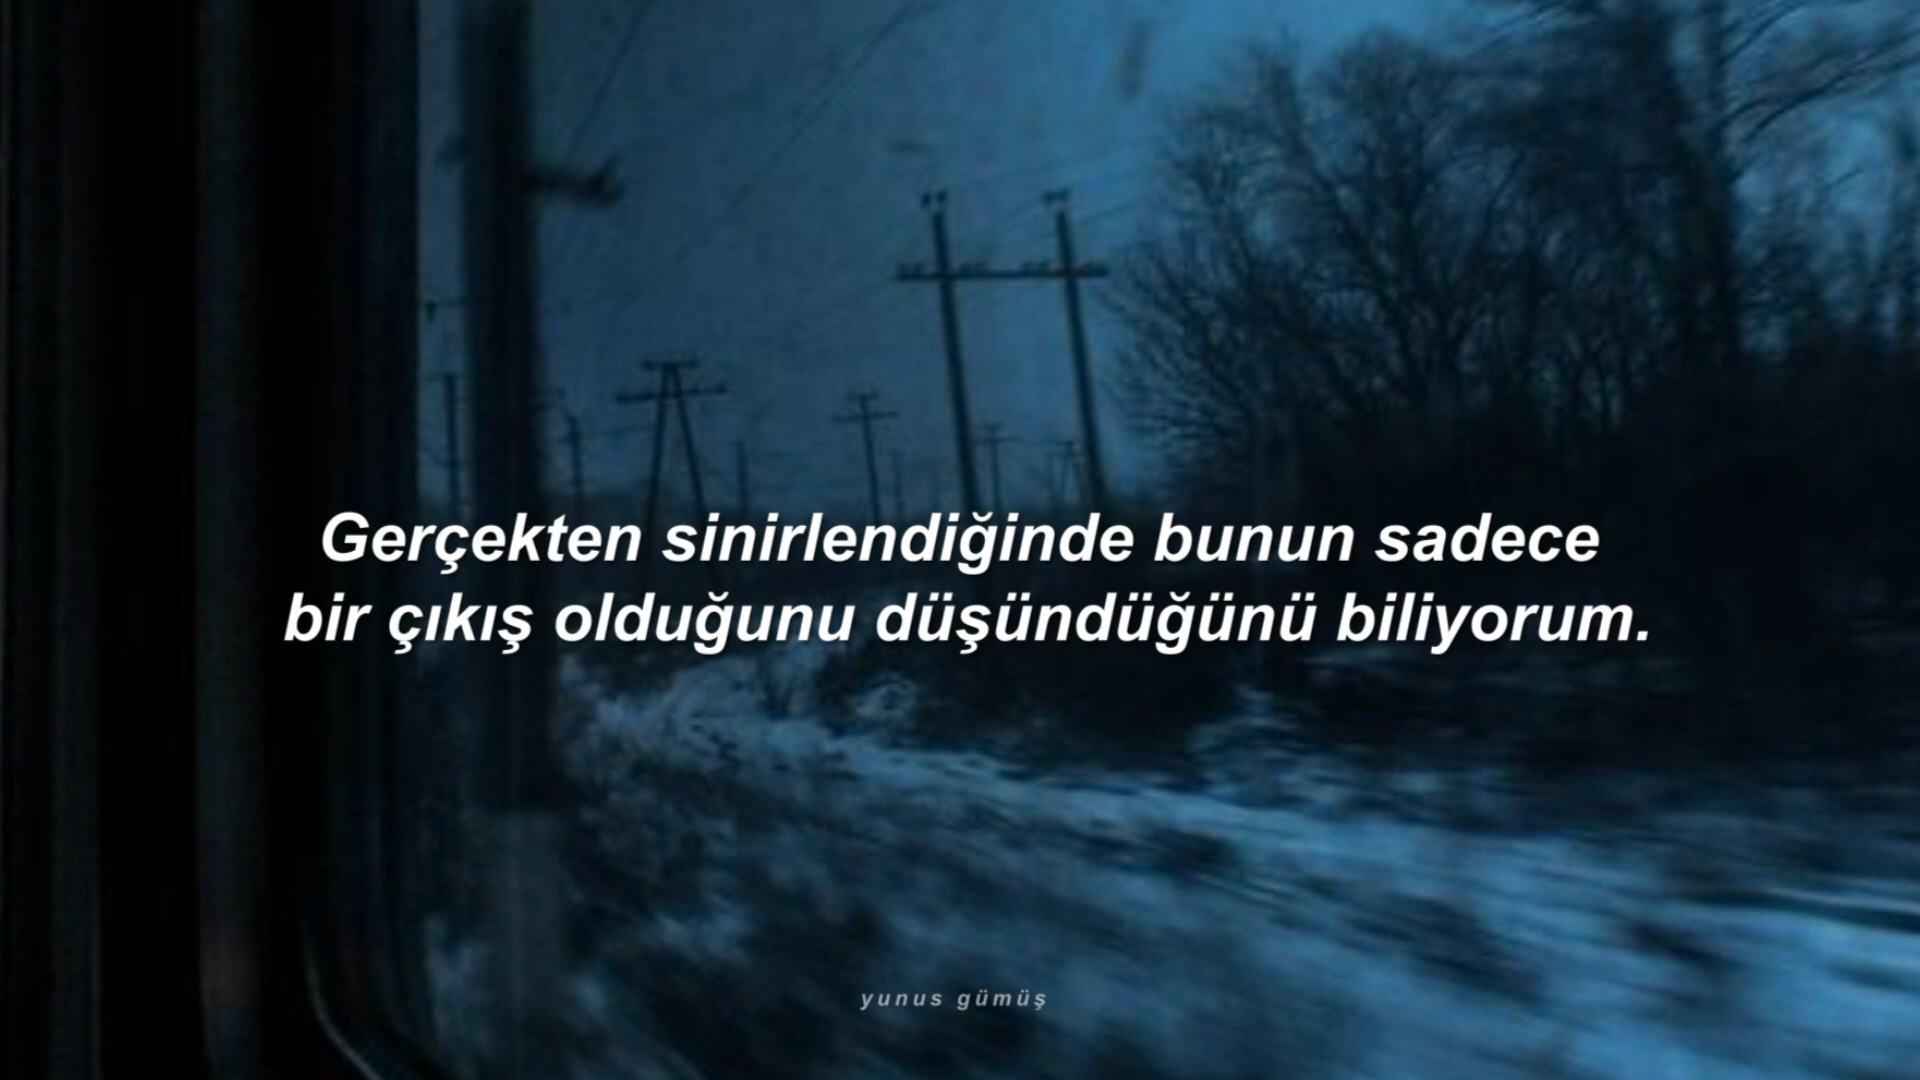 Gerçekten sinirlendiğinde bunun sadece
bir çıkış olduğunu düşündüğünü biliyorum.
yunus gümüş